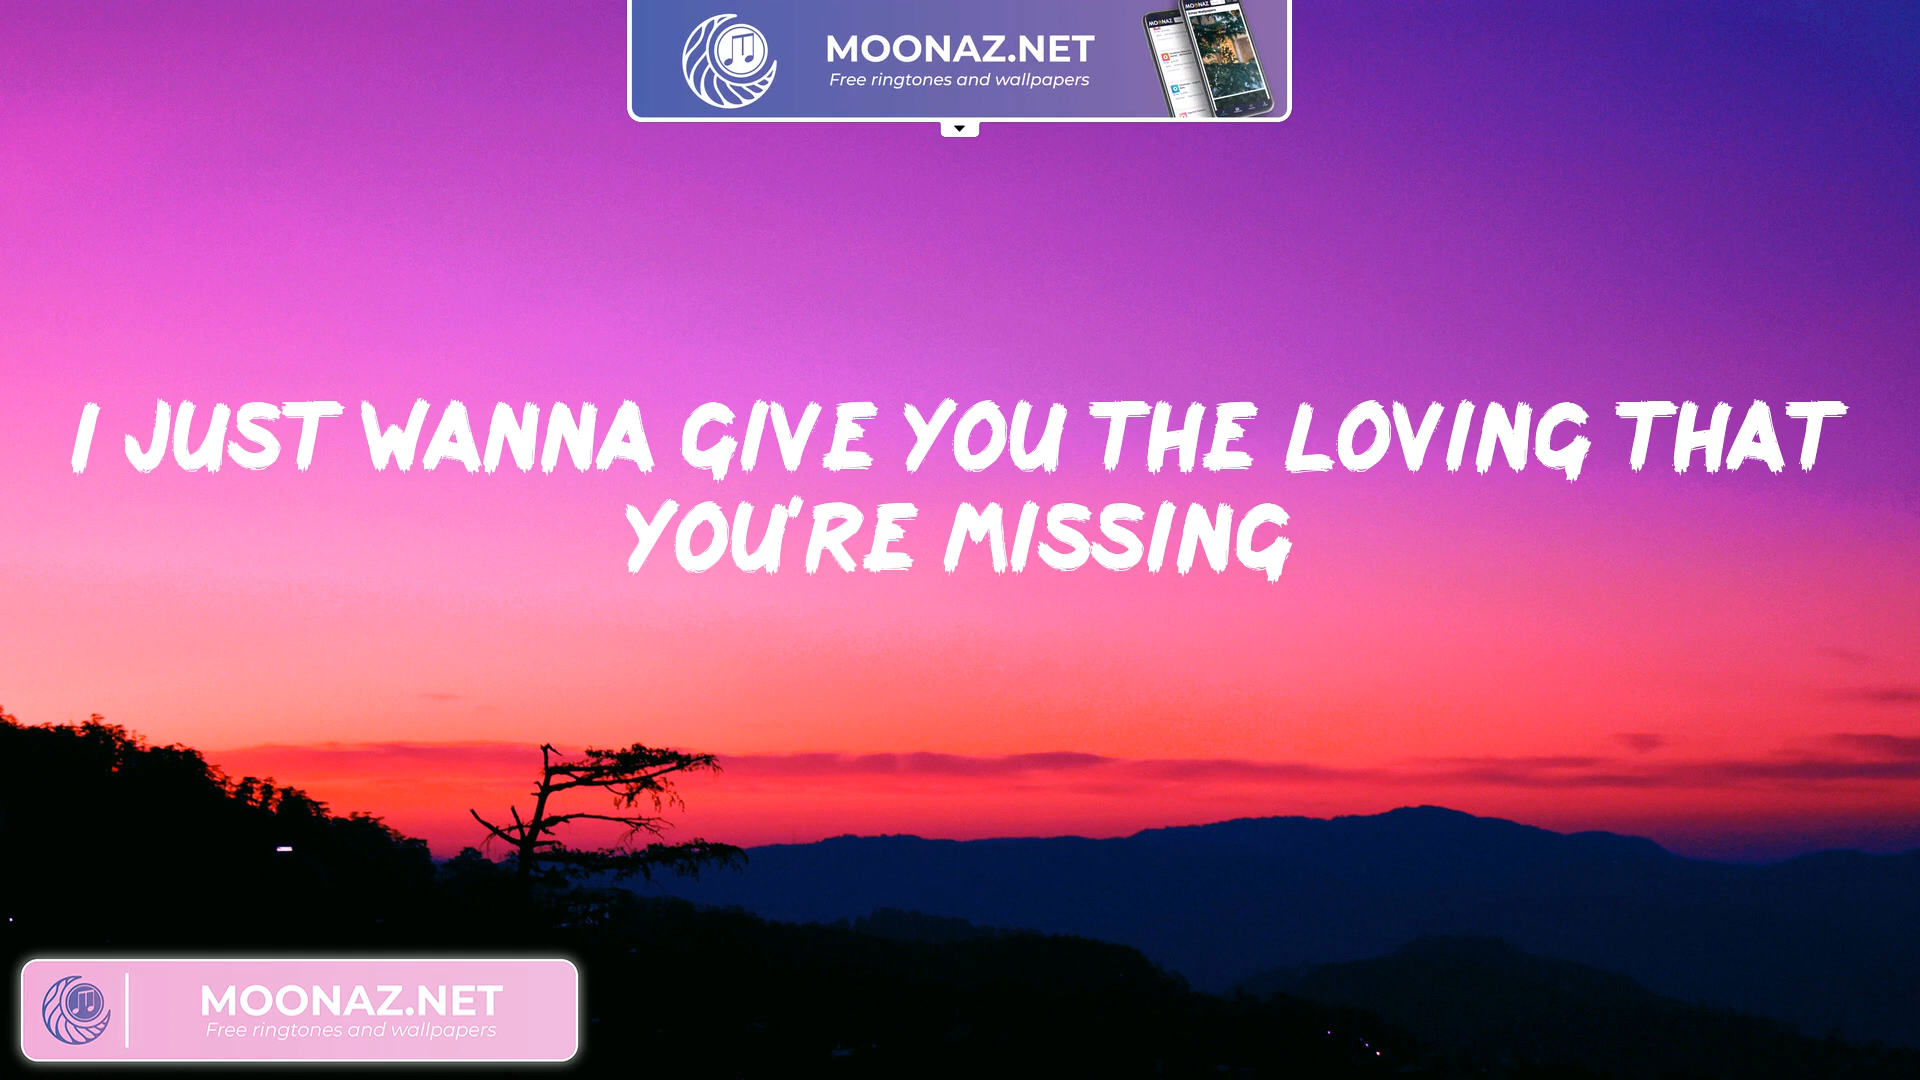 MOONAZ.NET
Free ringtones and wallpapers
I JUST WANNA GIVE YOU THE LOVING THAT
YOU'RE MISSING
MOONAZ.NET
Free ringtones and wallpapers